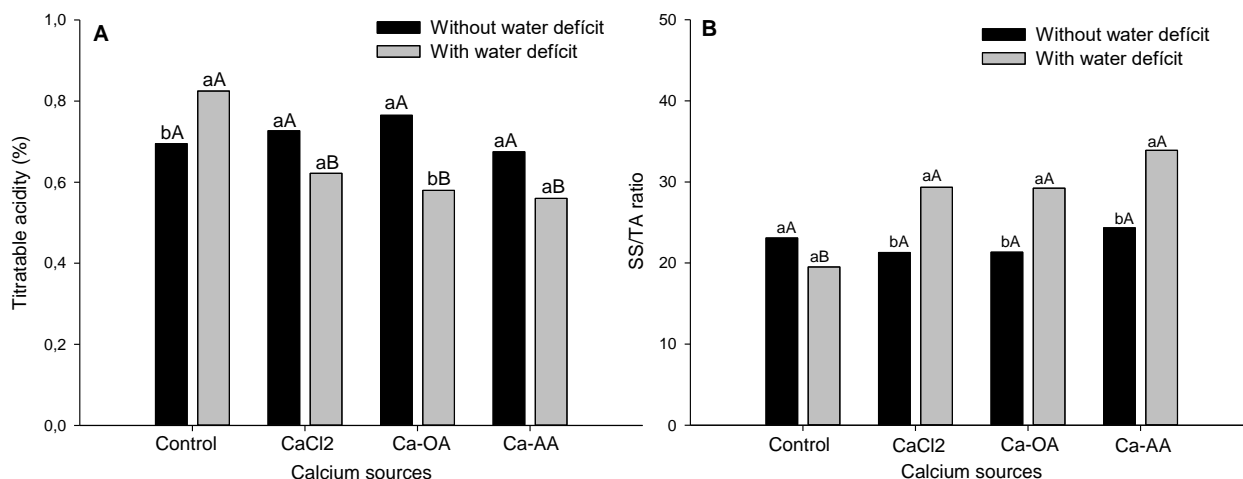 A
Without water defícit
With water defícit
1,0
0,8
0,6
0,4
0,2
0,0
Titratable acidity (%)
bA
aA
aA
aB
aA
bB
aA
aB
Control
CaCl2
Ca-OA
Ca-AA
Calcium sources
B
Without water defícit
With water defícit
50
40
30
20
10
0
SS/TA ratio
aA
aB
bA
aA
bA
aA
bA
aA
Control
CaCl2
Ca-OA
Ca-AA
Calcium sources